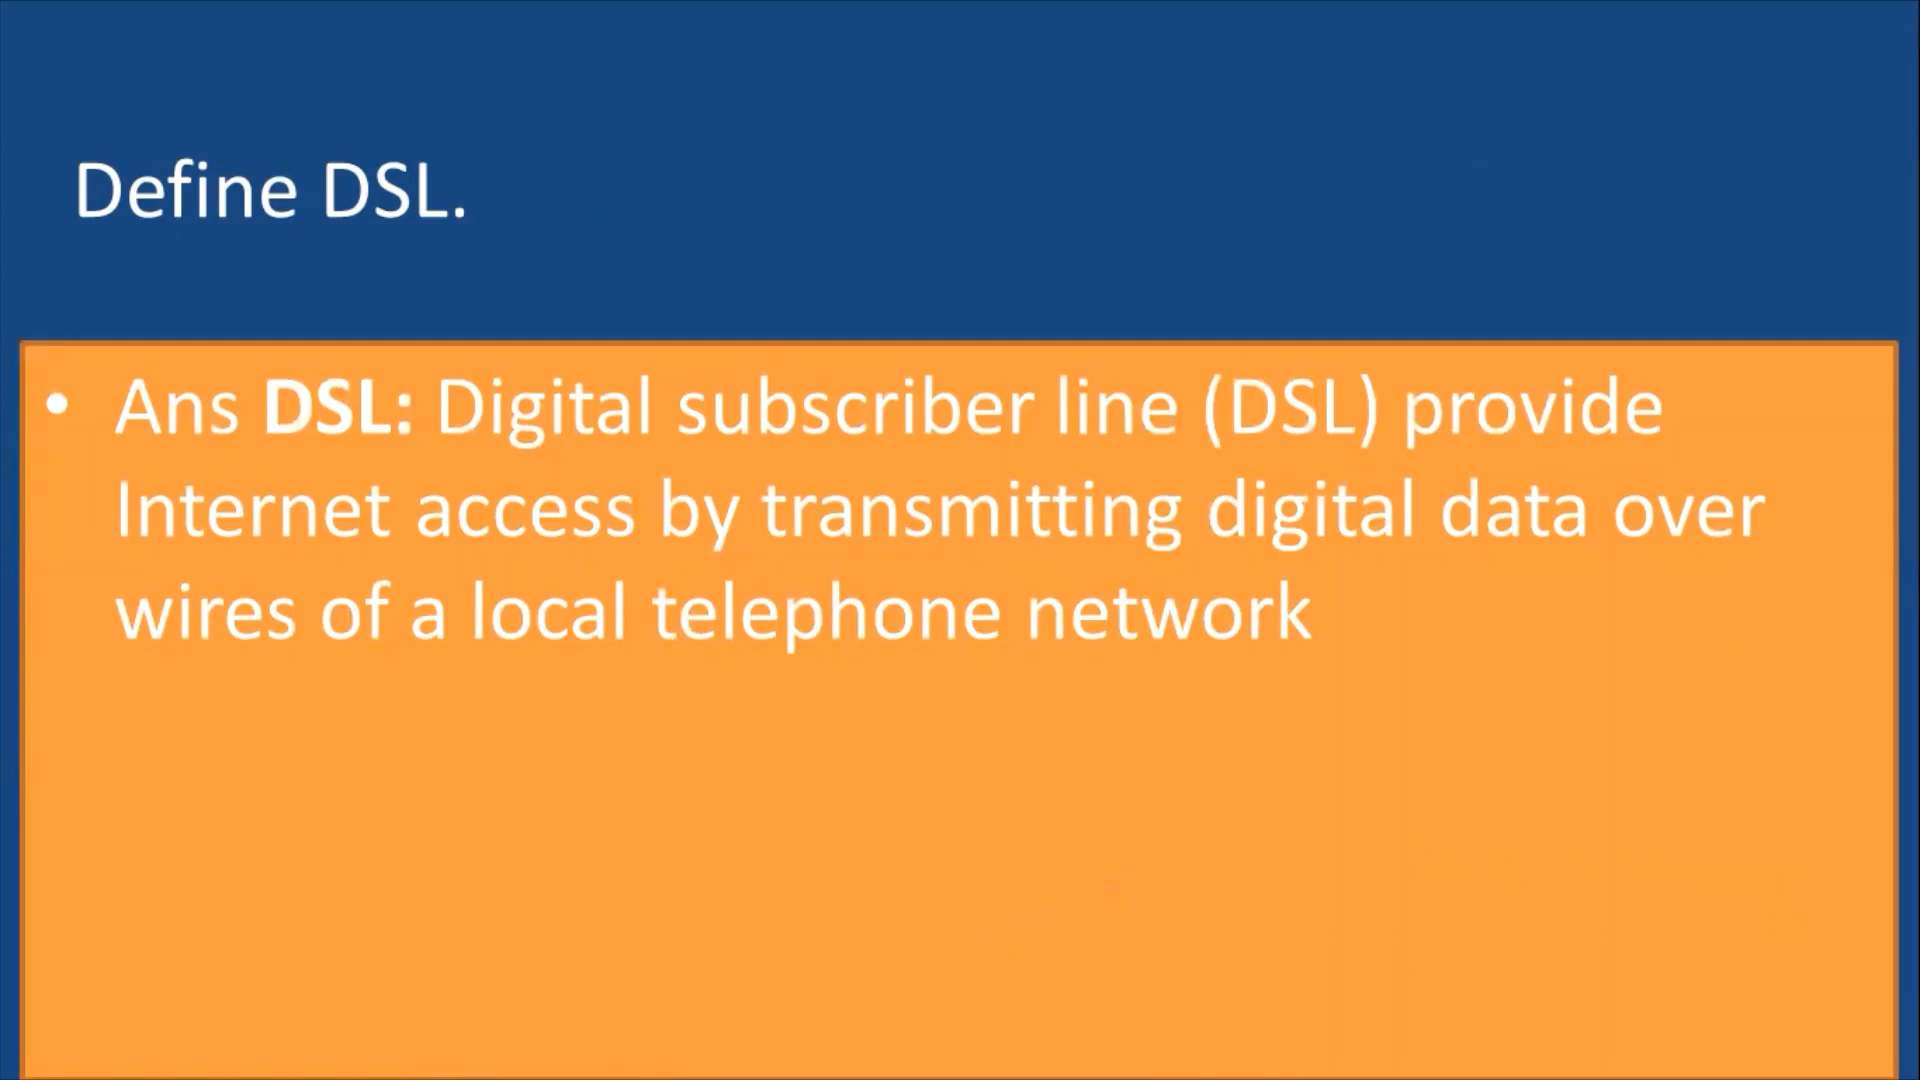 Define DSL.
• Ans DSL: Digital subscriber line (DSL) provide
Internet access by transmitting digital data over
wires of a local telephone network